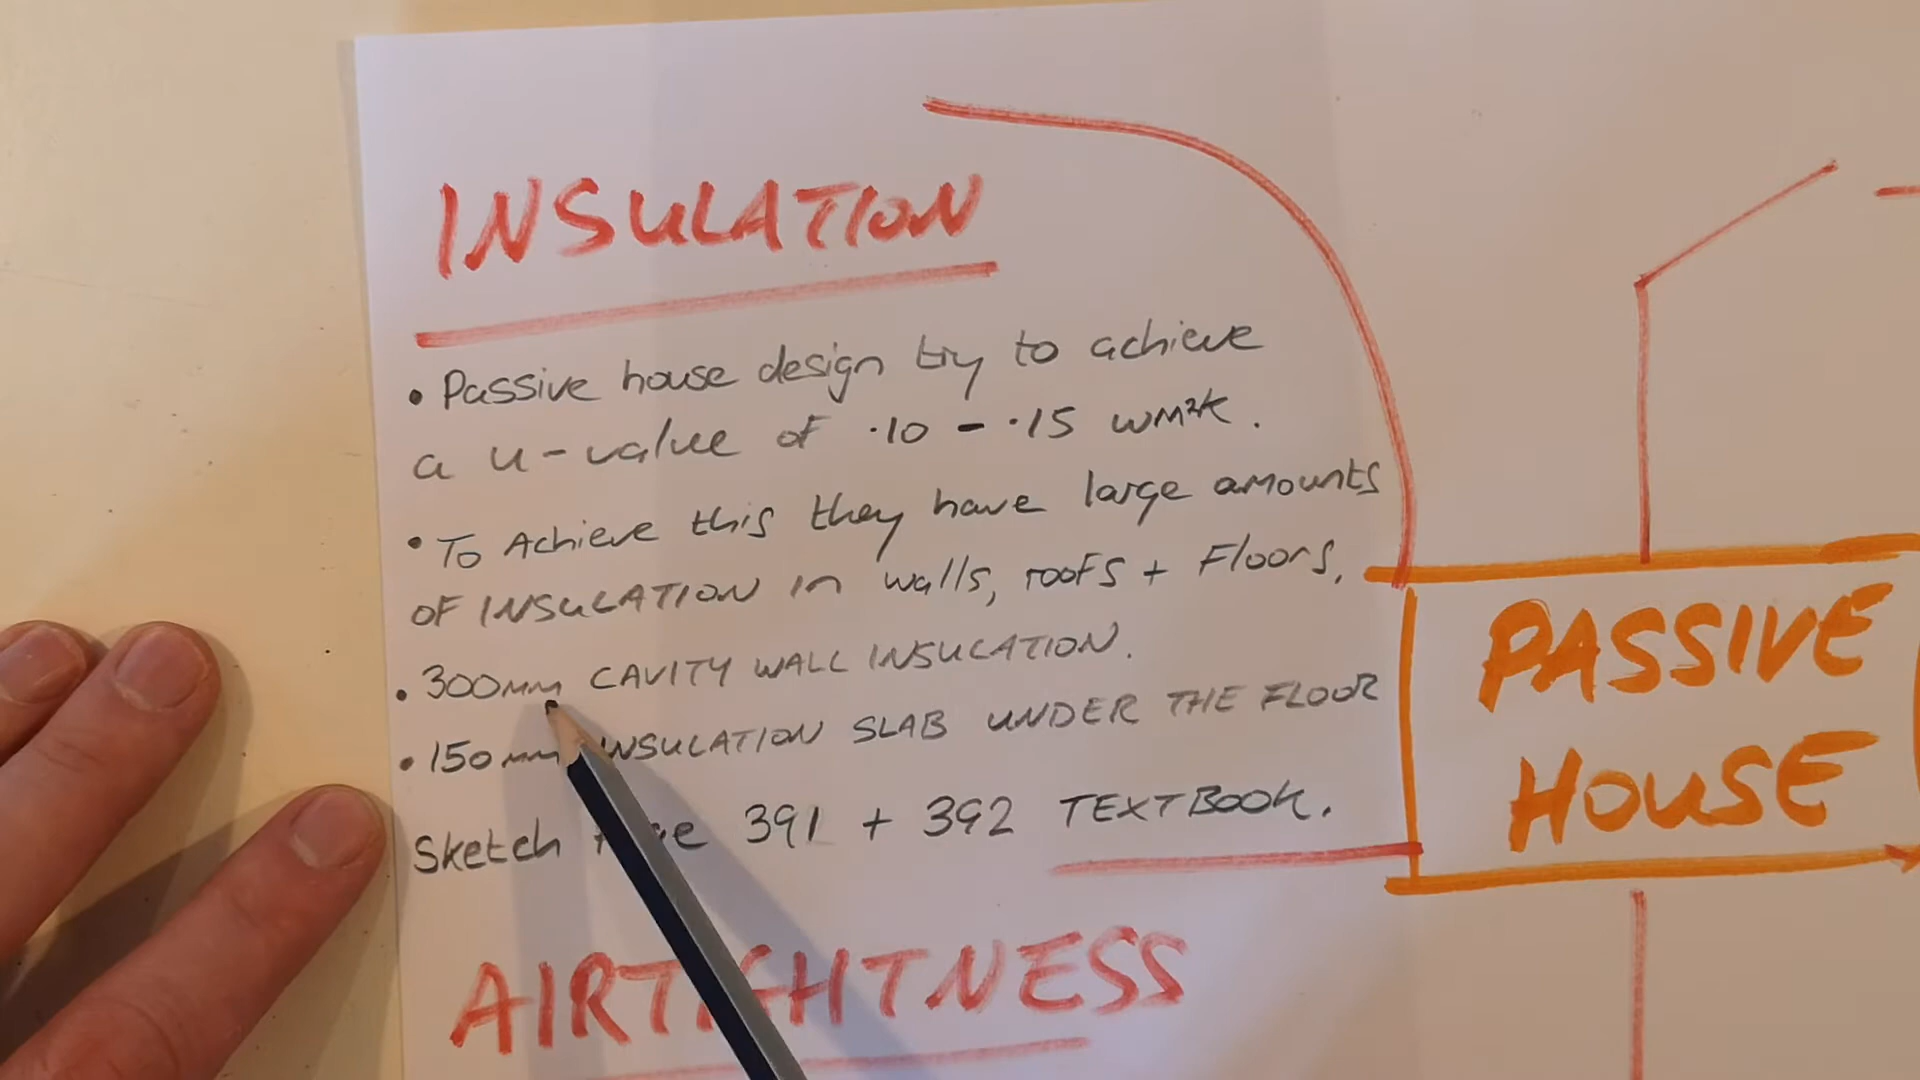 INSULATION
• Passive house design try to achieve
a u-value of .10 - .15 WM²K.
• To Achieve this they have large amounts
OF INSULATION in walls, roofs + Floors.
• 300mm CAVITY WALL INSULATION.
• 150mm INSULATION SLAB UNDER THE FLOOR
Sketch 391 + 392 TEXTBOOK.
AIRTIGHTNESS
PASSIVE
HOUSE